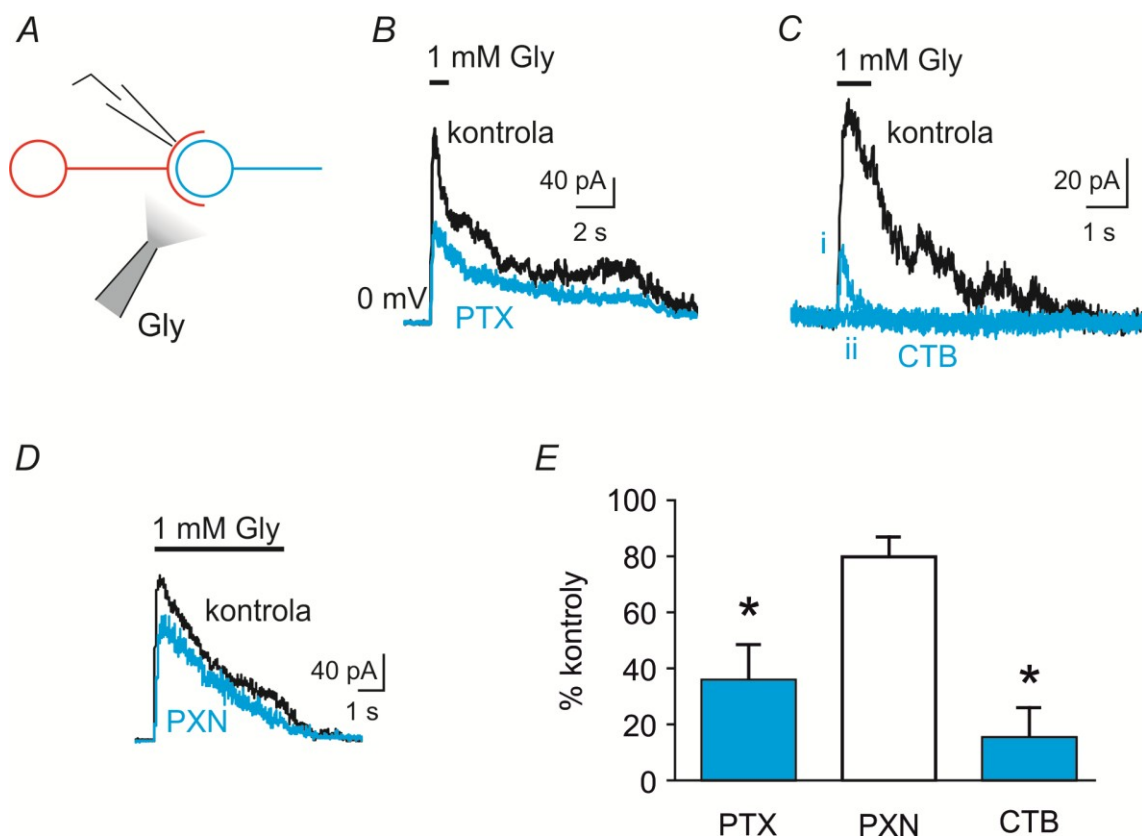 A
Gly
B
1 mM Gly
kontrola
40 pA
2 s
0 mV
PTX
C
1 mM Gly
kontrola
20 pA
1 s
i
ii
CTB
D
1 mM Gly
kontrola
40 pA
1 s
PXN
E
% kontroly
100
80
60
40
20
0
*
*
PTX PXN CTB